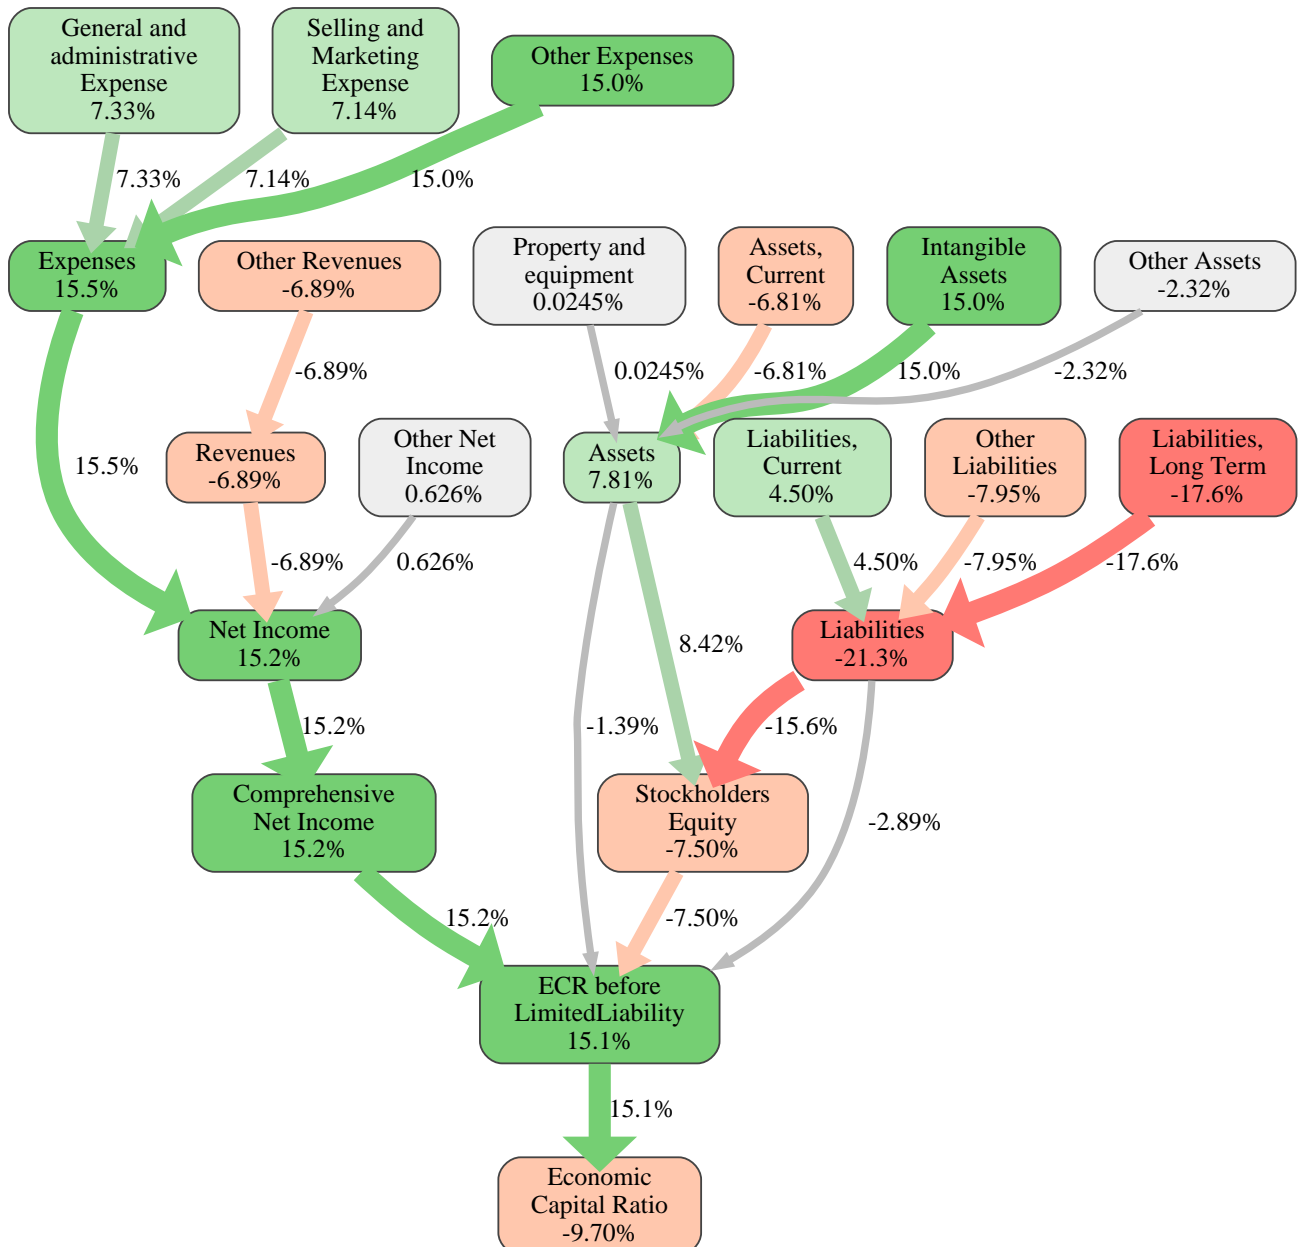 General and
administrative
Expense
7.33%
Selling and
Marketing
Expense
7.14%
Other Expenses
15.0%
7.33%
7.14%
15.0%
Expenses
15.5%
Other Revenues
-6.89%
Property and
equipment
0.0245%
Assets,
Current
-6.81%
Intangible
Assets
15.0%
Other Assets
-2.32%
-6.89%
0.0245%
-6.81%
15.0%
-2.32%
15.5%
Revenues
-6.89%
Other Net
Income
0.626%
Assets
7.81%
Liabilities,
Current
4.50%
Other
Liabilities
-7.95%
Liabilities,
Long Term
-17.6%
-6.89%
0.626%
4.50%
-7.95%
-17.6%
Net Income
15.2%
8.42%
Liabilities
-21.3%
15.2%
-1.39%
-15.6%
Comprehensive
Net Income
15.2%
Stockholders
Equity
-7.50%
-2.89%
15.2%
-7.50%
ECR before
LimitedLiability
15.1%
15.1%
Economic
Capital Ratio
-9.70%